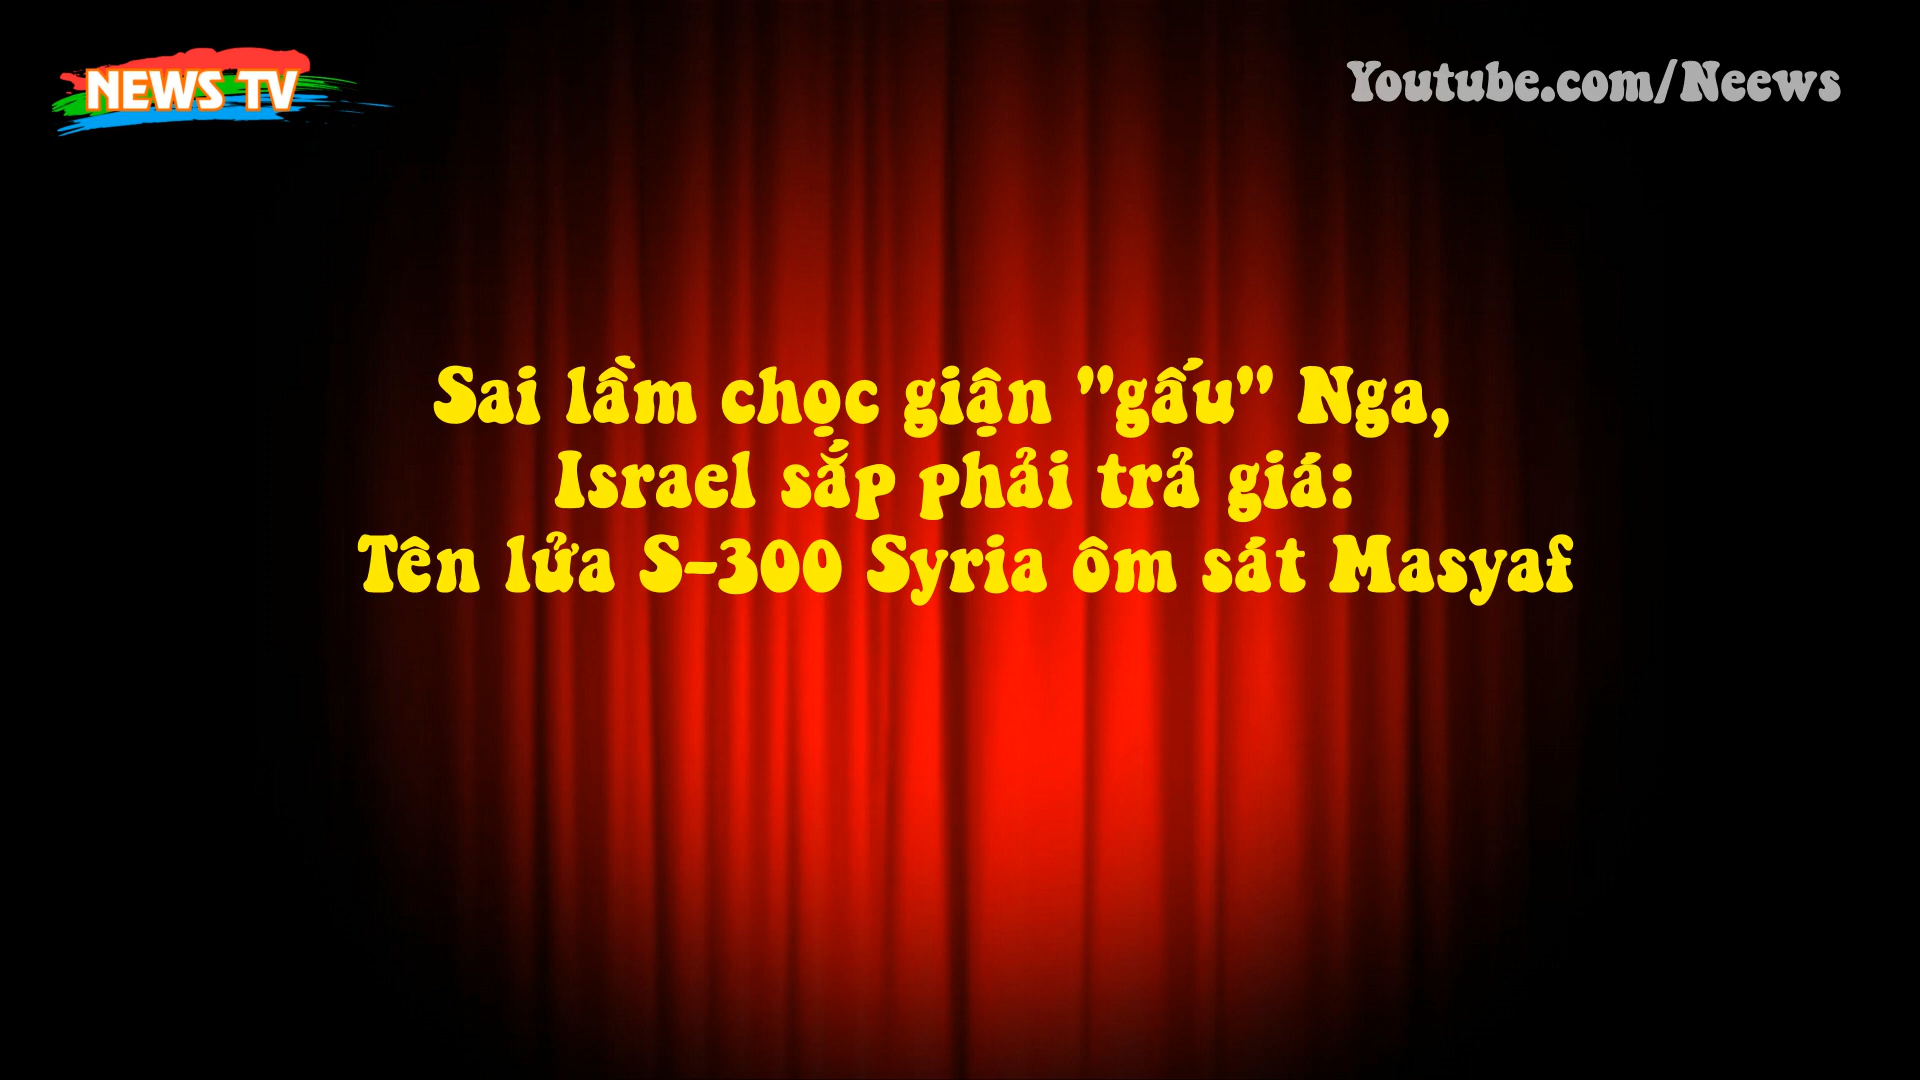 NEWS TV
Youtube.com/Neews
Sai lầm chọc giận "gấu" Nga,
Israel sắp phải trả giá:
Tên lửa S-300 Syria ôm sát Masyaf